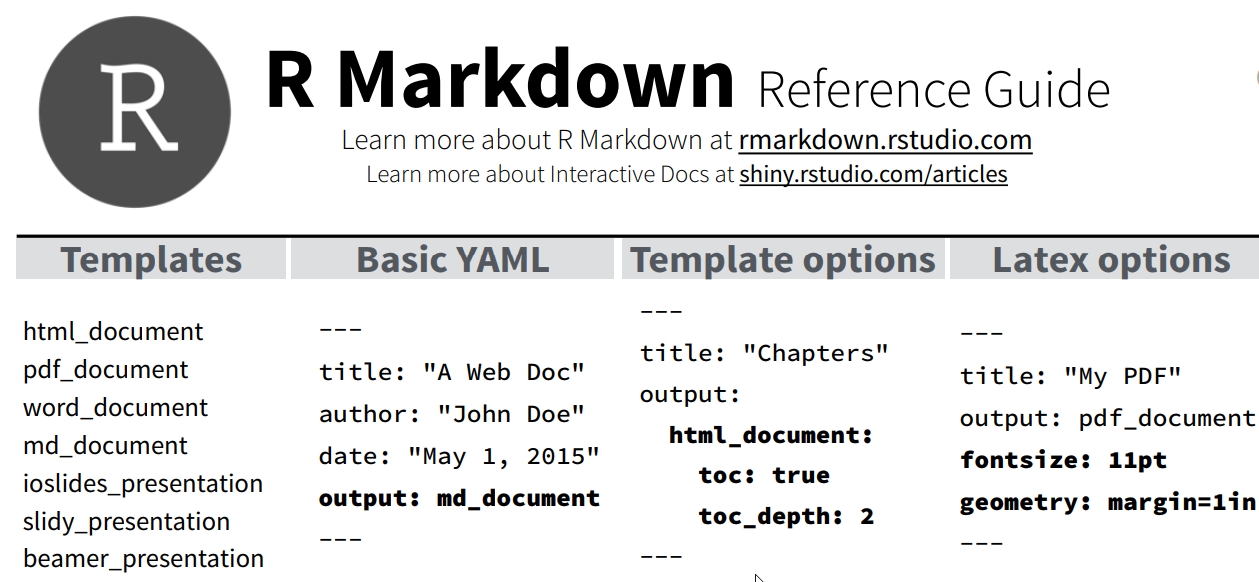 R
R Markdown Reference Guide
Learn more about R Markdown at rmarkdown.rstudio.com
Learn more about Interactive Docs at shiny.rstudio.com/articles
Templates
html_document
pdf_document
word_document
md_document
ioslides_presentation
slidy_presentation
beamer_presentation
Basic YAML
---
title: "A Web Doc"
author: "John Doe"
date: "May 1, 2015"
output: md_document
---
Template options
---
title: "Chapters"
output:
  html_document:
    toc: true
    toc_depth: 2
---
Latex options
---
title: "My PDF"
output: pdf_document
fontsize: 11pt
geometry: margin=1in
---